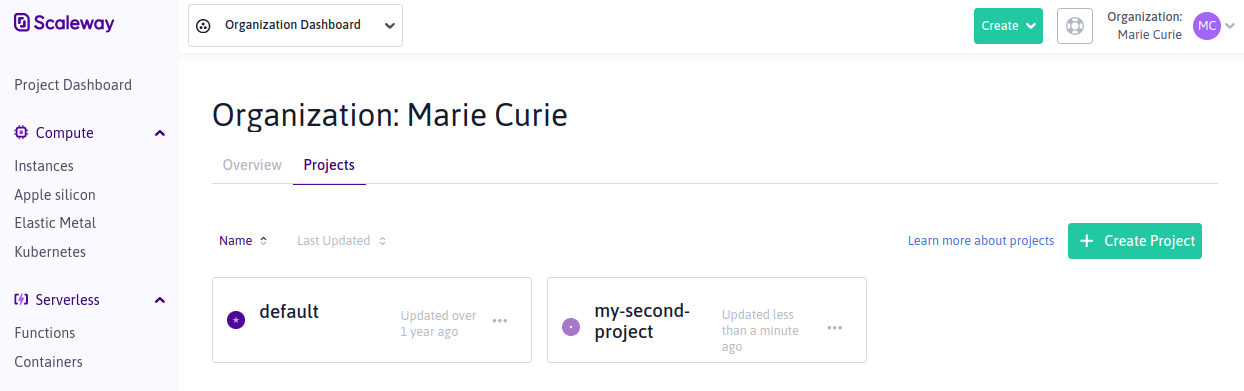 Scaleway
Organization Dashboard
Create
Organization:
Marie Curie
MC
Project Dashboard
Compute
Instances
Apple silicon
Elastic Metal
Kubernetes
Serverless
Functions
Containers
Organization: Marie Curie
Overview Projects
Name Last Updated
Learn more about projects
+ Create Project
default
Updated over
1 year ago
my-second-
project
Updated less
than a minute
ago